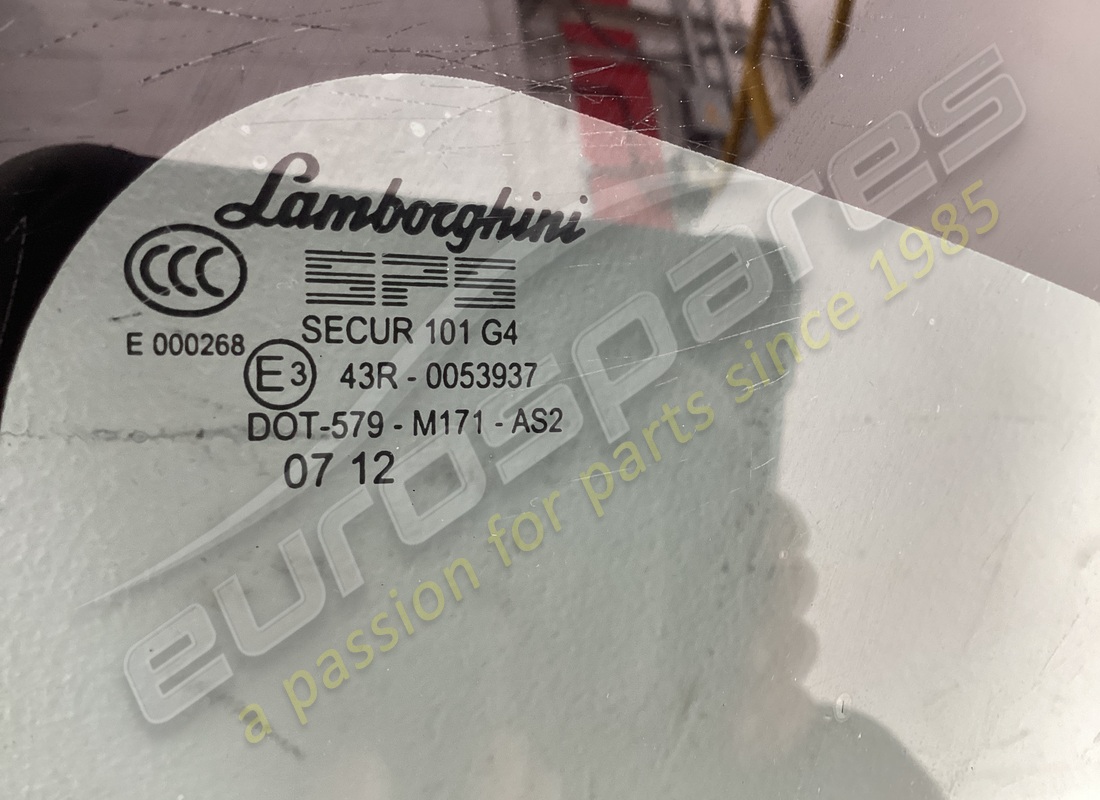 Lamborghini
CCC
SPS
E 000268
SECUR 101 G4
E3 43R - 0053937
DOT-579 - M171 - AS2
07 12
eurospares
a passion for parts since 1985